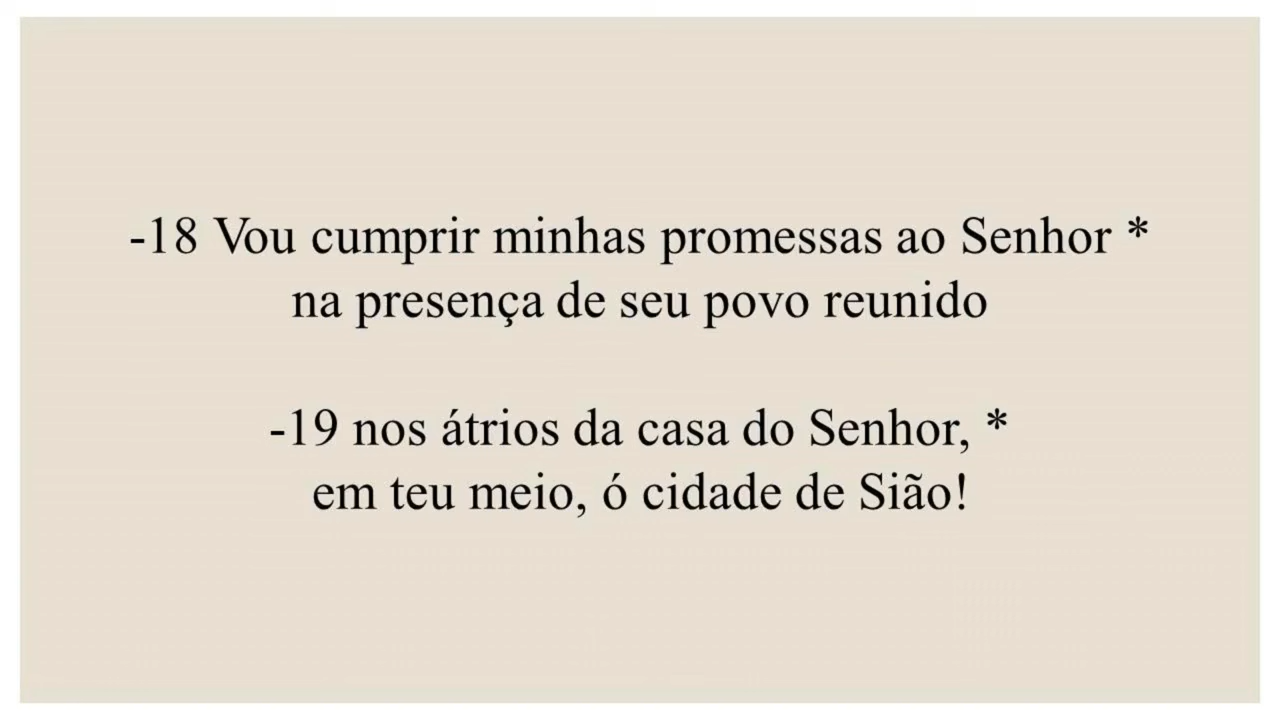 -18 Vou cumprir minhas promessas ao Senhor *
na presença de seu povo reunido
-19 nos átrios da casa do Senhor, *
em teu meio, ó cidade de Sião!